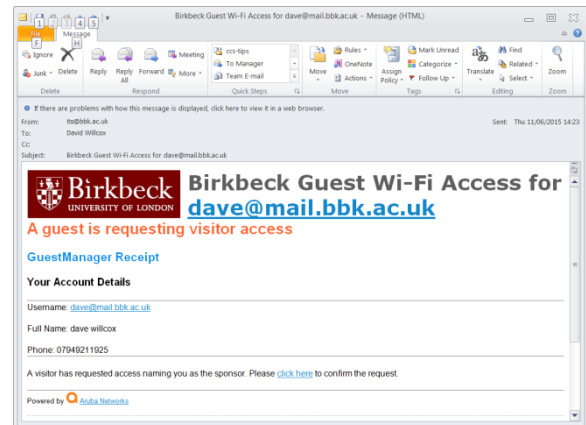 Birkbeck Guest Wi-Fi Access for dave@mail.bbk.ac.uk - Message (HTML)
1 2 3 4 5
File Message
F H
Ignore
Junk
Delete
Reply
Reply All
Forward
Meeting
More
ccs-tips
To Manager
Team E-mail
Move
Rules
OneNote
Actions
Assign Policy
Mark Unread
Categorize
Follow Up
Translate
Find
Related
Select
Zoom
Delete Respond Quick Steps Move Tags Editing Zoom
If there are problems with how this message is displayed, click here to view it in a web browser.
From: its@bbk.ac.uk Sent: Thu 11/06/2015 14:23
To: David Willcox
Cc:
Subject: Birkbeck Guest Wi-Fi Access for dave@mail.bbk.ac.uk
Birkbeck
UNIVERSITY OF LONDON
Birkbeck Guest Wi-Fi Access for
dave@mail.bbk.ac.uk
A guest is requesting visitor access
GuestManager Receipt
Your Account Details
Username: dave@mail.bbk.ac.uk
Full Name: dave willcox
Phone: 07949211925
A visitor has requested access naming you as the sponsor. Please click here to confirm the request.
Powered by Aruba Networks